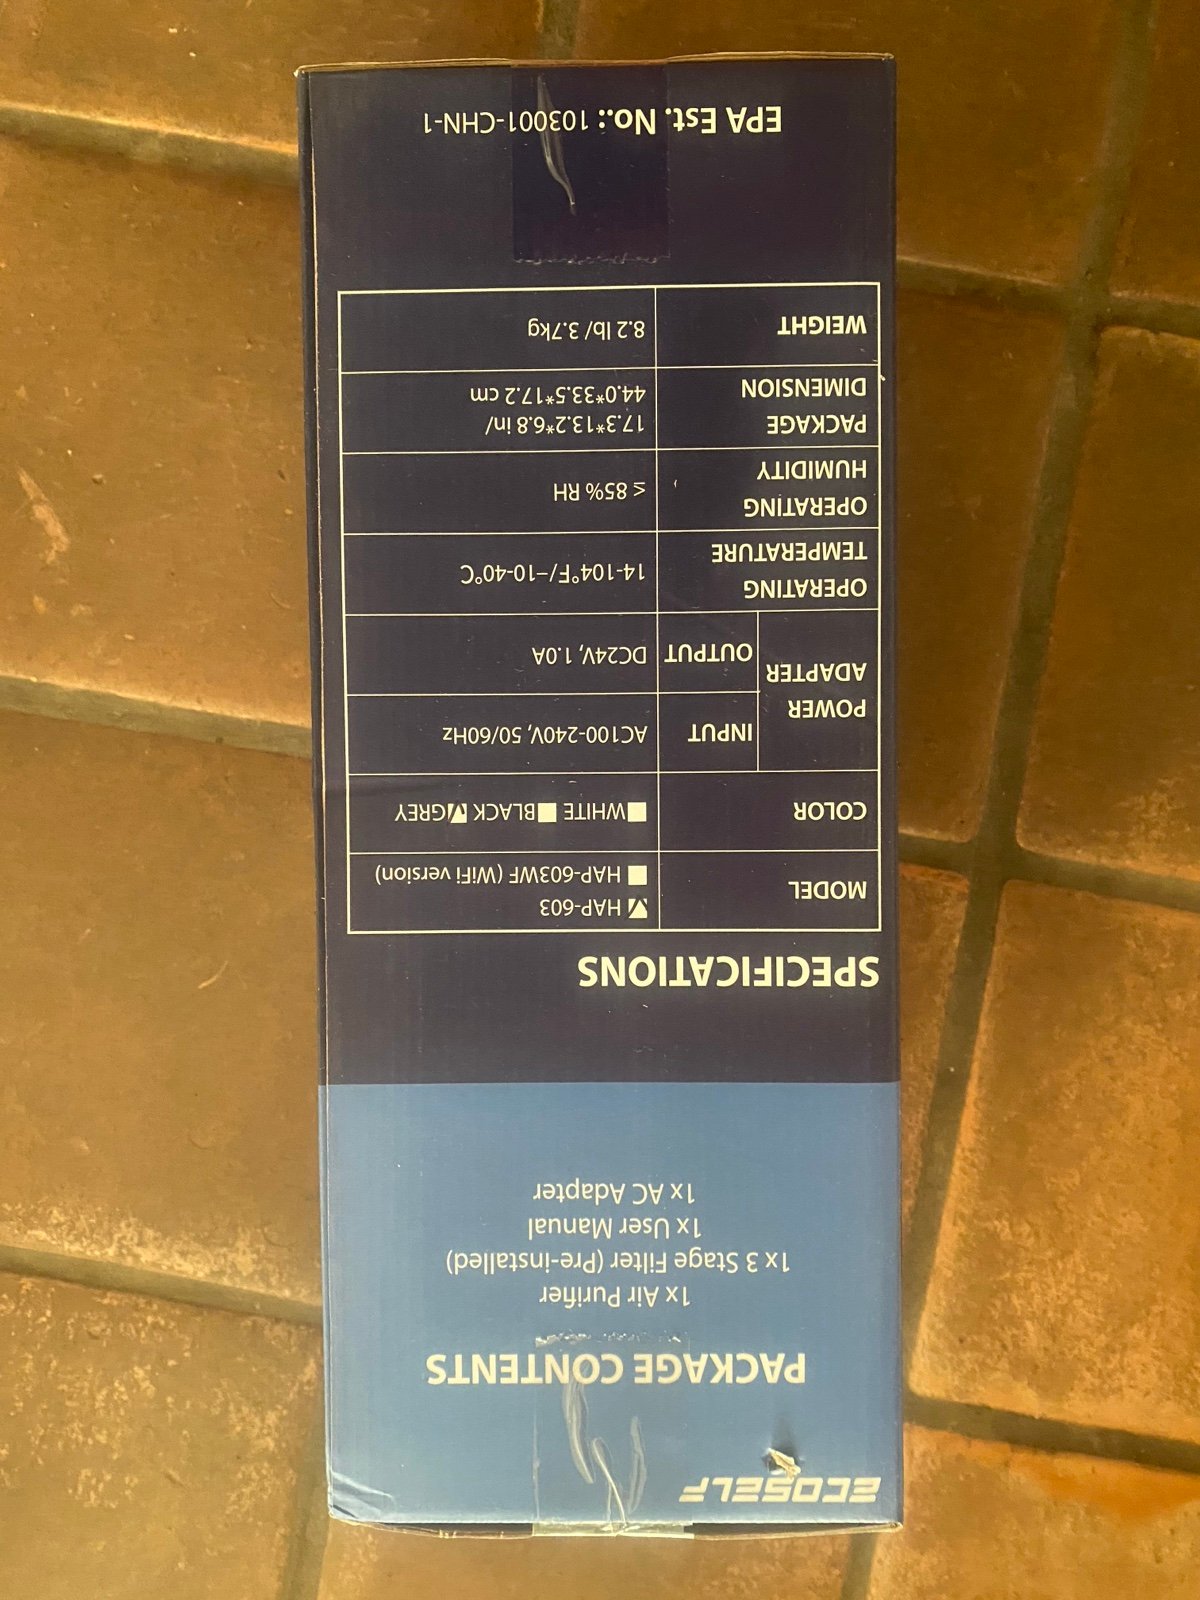 ECOSELF
PACKAGE CONTENTS
1x Air Purifier
1x 3 Stage Filter (Pre-installed)
1x User Manual
1x AC Adapter
SPECIFICATIONS
MODEL
HAP-603
HAP-603WF (WiFi version)
COLOR
WHITE BLACK GREY
POWER
ADAPTER
INPUT
AC100-240V, 50/60Hz
OUTPUT
DC24V, 1.0A
OPERATING
TEMPERATURE
14-104°F/−10-40°C
OPERATING
HUMIDITY
≤ 85% RH
PACKAGE
DIMENSION
17.3*13.2*6.8 in/
44.0*33.5*17.2 cm
WEIGHT
8.2 lb/ 3.7kg
EPA Est. No.: 103001-CHN-1